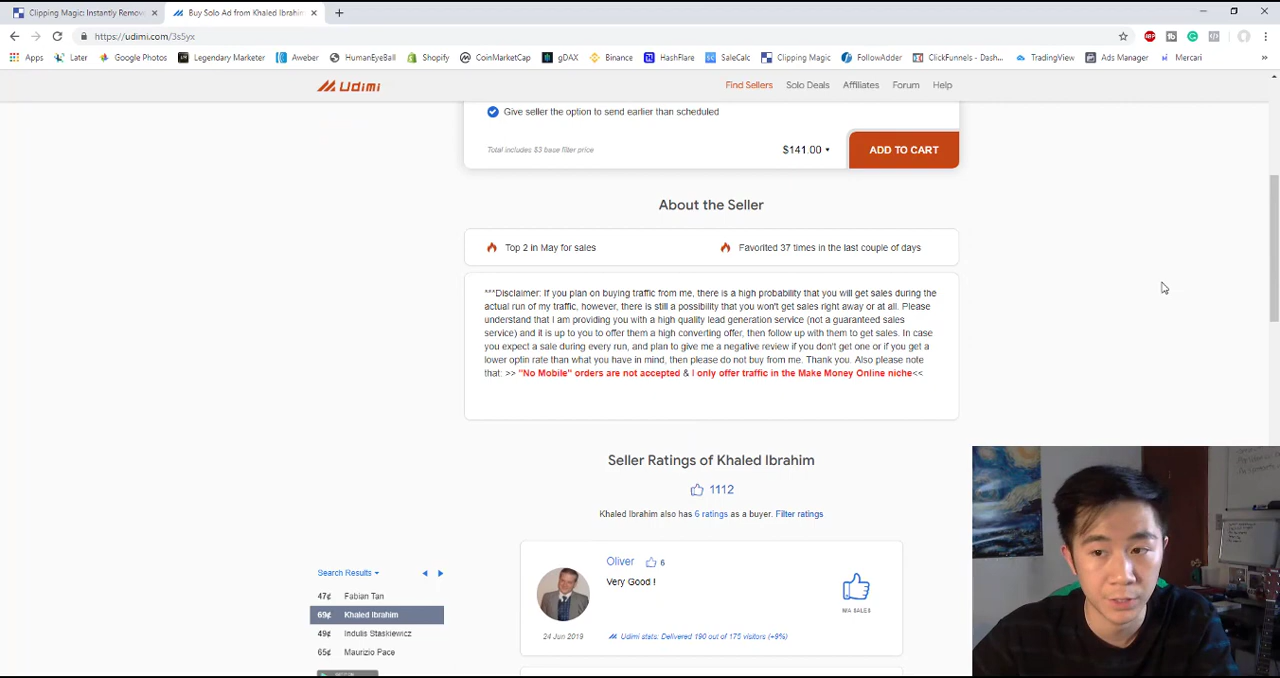 Clipping Magic: Instantly Remov
Buy Solo Ad from Khaled Ibrahim
https://udimi.com/3s5yx
Apps Later Google Photos Legendary Marketer Aweber HumanEyeBall Shopify CoinMarketCap gDAX Binance HashFlare SaleCalc Clipping Magic FollowAdder ClickFunnels - Dash... TradingView Ads Manager Mercari »
Udimi Find Sellers Solo Deals Affiliates Forum Help
Give seller the option to send earlier than scheduled
Total includes $3 base filter price $141.00 ADD TO CART
About the Seller
Top 2 in May for sales Favorited 37 times in the last couple of days
***Disclaimer: If you plan on buying traffic from me, there is a high probability that you will get sales during the
actual run of my traffic, however, there is still a possibility that you won't get sales right away or at all. Please
understand that I am providing you with a high quality lead generation service (not a guaranteed sales
service) and it is up to you to offer them a high converting offer, then follow up with them to get sales. In case
you expect a sale during every run, and plan to give me a negative review if you don't get one or if you get a
lower optin rate than what you have in mind, then please do not buy from me. Thank you. Also please note
that: >> "No Mobile" orders are not accepted & I only offer traffic in the Make Money Online niche<<
Seller Ratings of Khaled Ibrahim
1112
Khaled Ibrahim also has 6 ratings as a buyer. Filter ratings
Oliver 6
Very Good !
N/A SALES
24 Jun 2019 Udimi stats: Delivered 190 out of 175 visitors (+9%)
Search Results
47¢ Fabian Tan
69¢ Khaled Ibrahim
49¢ Indulis Staskiewicz
65¢ Maurizio Pace